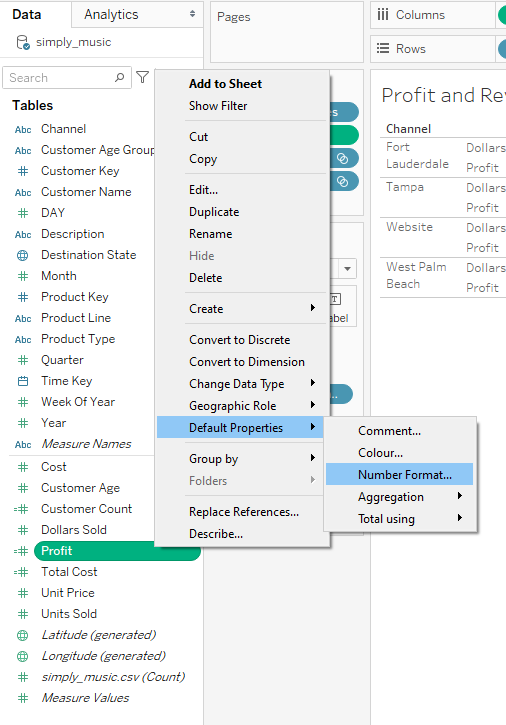 Data
Analytics
simply_music
Search
Tables
Abc Channel
Abc Customer Age Group
# Customer Key
Abc Customer Name
# DAY
Abc Description
Destination State
# Month
# Product Key
Abc Product Line
Abc Product Type
# Quarter
Time Key
# Week Of Year
# Year
Abc Measure Names
# Cost
# Customer Age
=# Customer Count
# Dollars Sold
=# Profit
=# Total Cost
# Unit Price
# Units Sold
Latitude (generated)
Longitude (generated)
# simply_music.csv (Count)
# Measure Values
Pages
Add to Sheet
Show Filter
Cut
Copy
Edit...
Duplicate
Rename
Hide
Delete
Create
Convert to Discrete
Convert to Dimension
Change Data Type
Geographic Role
Default Properties
Group by
Folders
Replace References...
Describe...
Comment...
Colour...
Number Format...
Aggregation
Total using
T
abel
Columns
Rows
Profit and Re
Channel
Fort
Lauderdale
Dollars
Profit
Tampa
Dollars
Profit
Website
Dollars
Profit
West Palm
Beach
Dollars
Profit